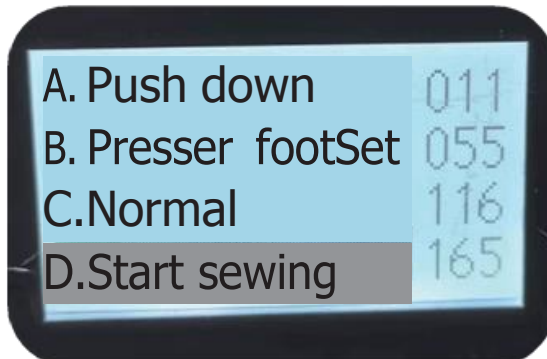 A. Push down 011
B. Presser footSet 055
C.Normal 116
D.Start sewing 165